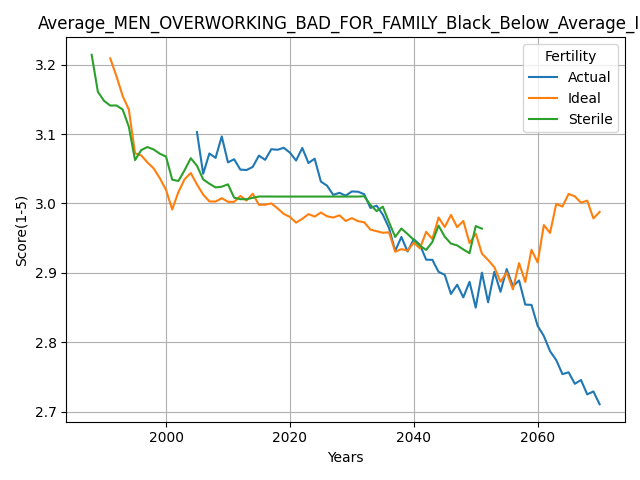 Average_MEN_OVERWORKING_BAD_FOR_FAMILY_Black_Below_Average_I
Fertility
Actual
Ideal
Sterile
Score(1-5)
3.2
3.1
3.0
2.9
2.8
2.7
2000
2020
2040
2060
Years